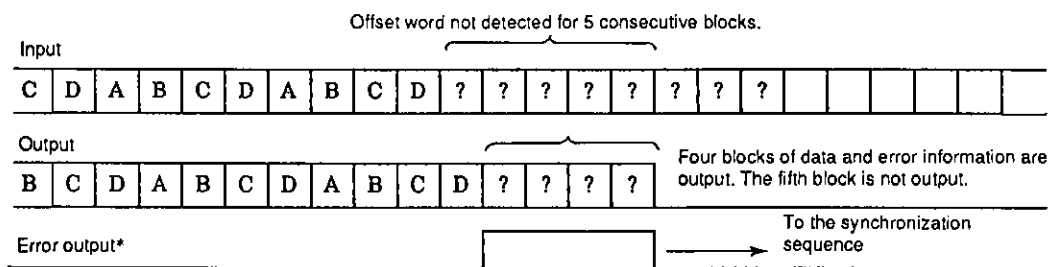 Offset word not detected for 5 consecutive blocks.
Input
C D A B C D A B C D ? ? ? ? ? ? ? ?
Output
B C D A B C D A B C D ? ? ? ?
Four blocks of data and error information are
output. The fifth block is not output.
To the synchronization
sequence
Error output*